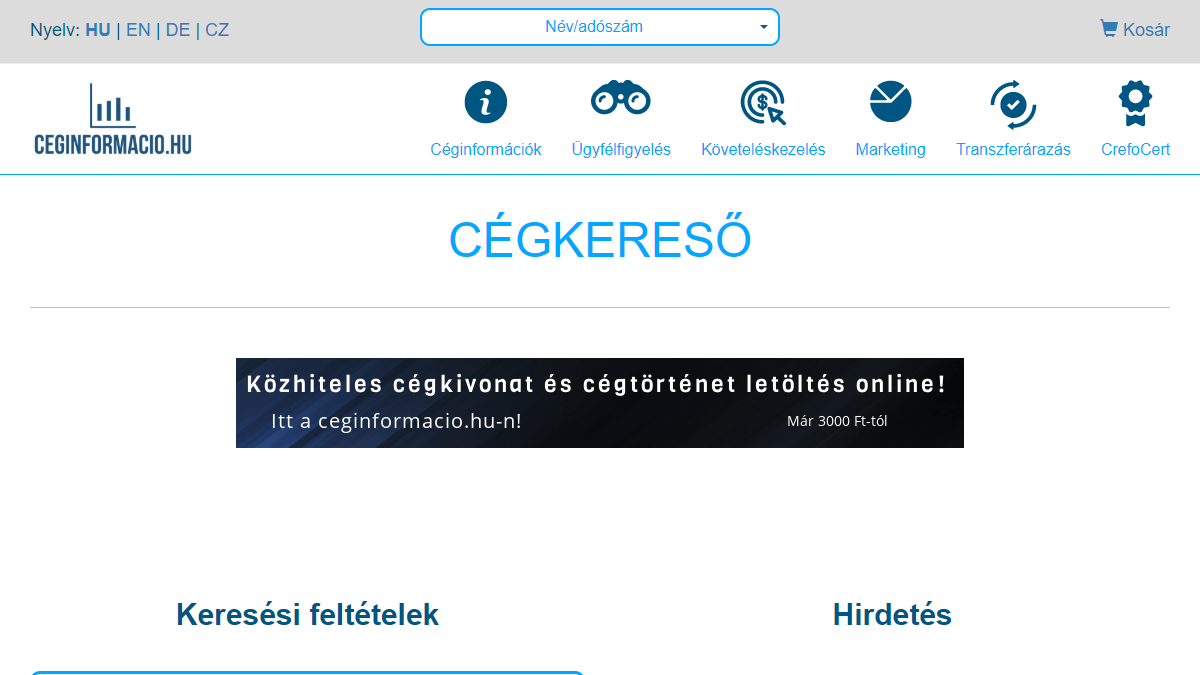 Nyelv: HU | EN | DE | CZ
Név/adószám
Kosár
CEGINFORMACIO.HU
Céginformációk
Ügyfélfigyelés
Követeléskezelés
Marketing
Transzferárazás
CrefoCert
CÉGKERESŐ
Közhiteles cégkivonat és cégtörténet letöltés online!
Itt a ceginformacio.hu-n!
Már 3000 Ft-tól
Keresési feltételek
Hirdetés